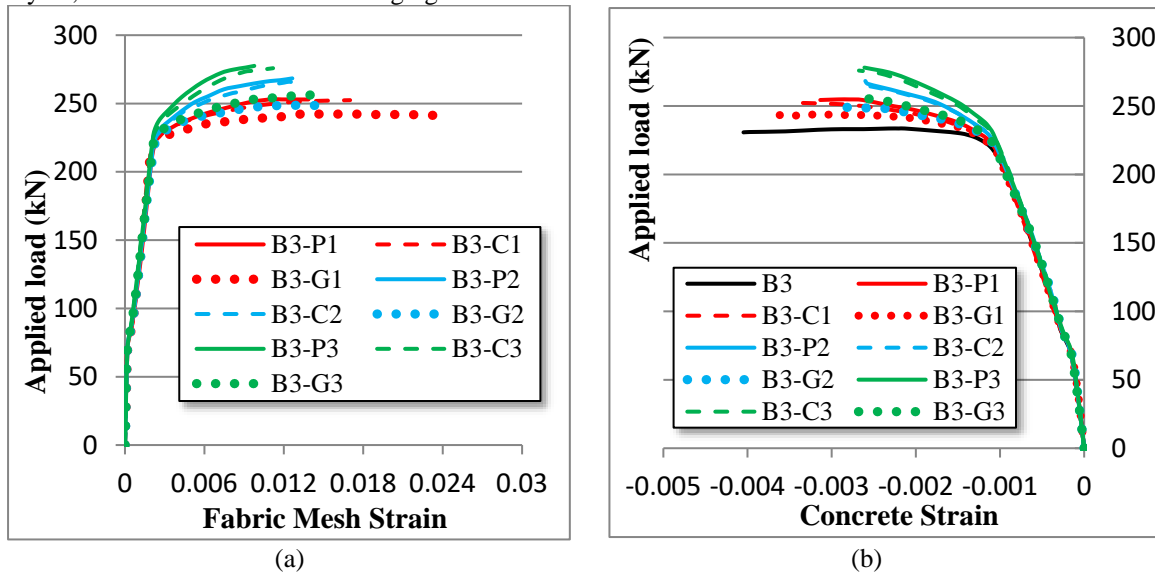 300
250
200
150
100
50
0
Applied load (kN)
B3-P1 B3-C1
B3-G1 B3-P2
B3-C2 B3-G2
B3-P3 B3-C3
B3-G3
0 0.006 0.012 0.018 0.024 0.03
Fabric Mesh Strain
(a)
300
250
200
150
100
50
0
Applied load (kN)
B3 B3-P1
B3-C1 B3-G1
B3-P2 B3-C2
B3-G2 B3-P3
B3-C3 B3-G3
-0.005 -0.004 -0.003 -0.002 -0.001 0
Concrete Strain
(b)